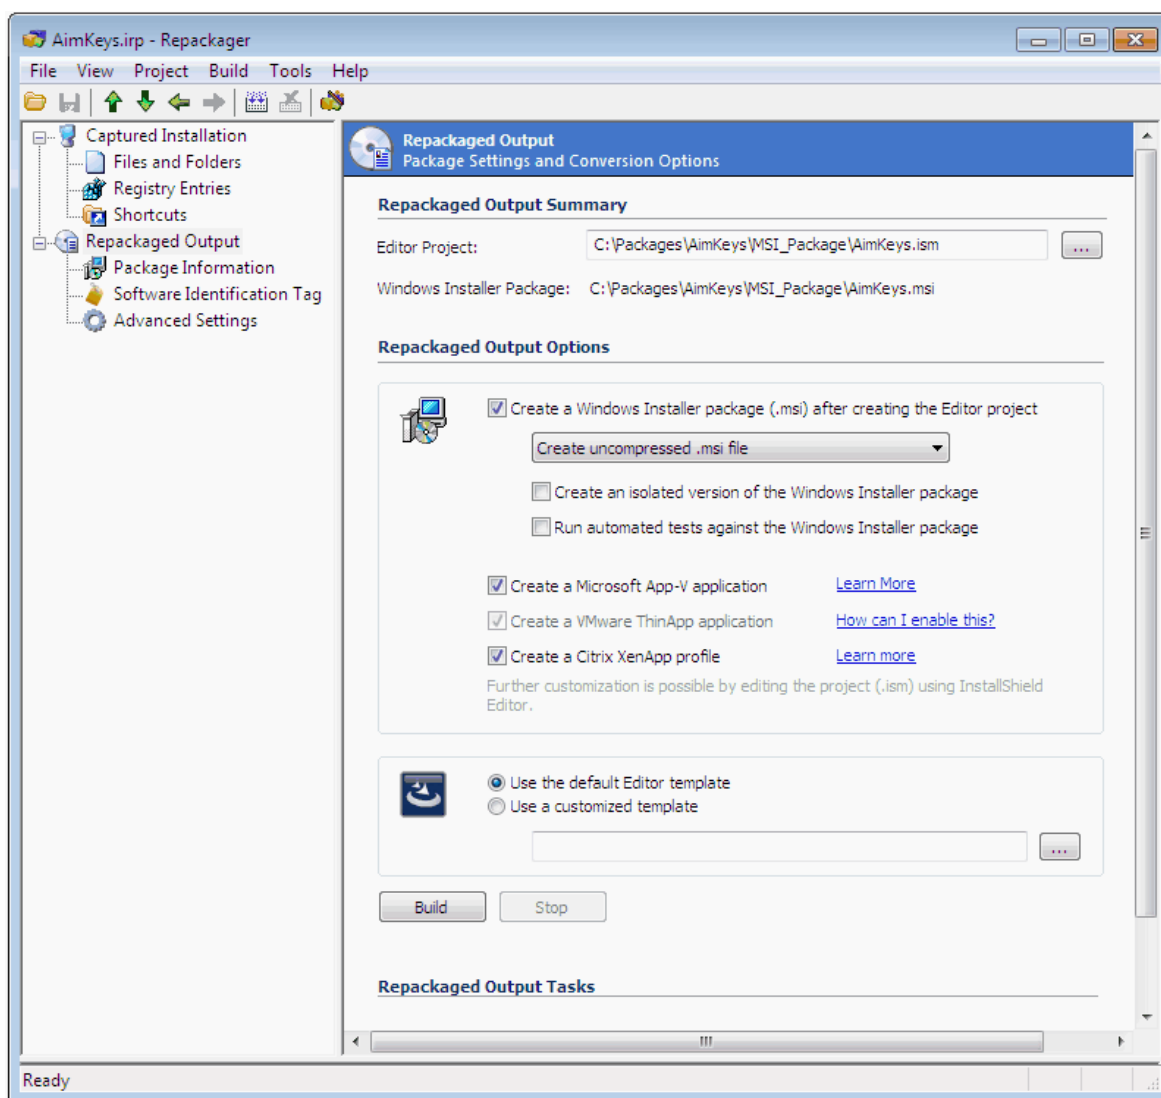 AimKeys.irp - Repackager
File View Project Build Tools Help
Captured Installation
Files and Folders
Registry Entries
Shortcuts
Repackaged Output
Package Information
Software Identification Tag
Advanced Settings
Repackaged Output
Package Settings and Conversion Options
Repackaged Output Summary
Editor Project: C:\Packages\AimKeys\MSI_Package\AimKeys.ism ...
Windows Installer Package: C:\Packages\AimKeys\MSI_Package\AimKeys.msi
Repackaged Output Options
Create a Windows Installer package (.msi) after creating the Editor project
Create uncompressed .msi file
Create an isolated version of the Windows Installer package
Run automated tests against the Windows Installer package
Create a Microsoft App-V application Learn More
Create a VMware ThinApp application How can I enable this?
Create a Citrix XenApp profile Learn more
Further customization is possible by editing the project (.ism) using InstallShield
Editor.
Use the default Editor template
Use a customized template
...
Build Stop
Repackaged Output Tasks
Ready